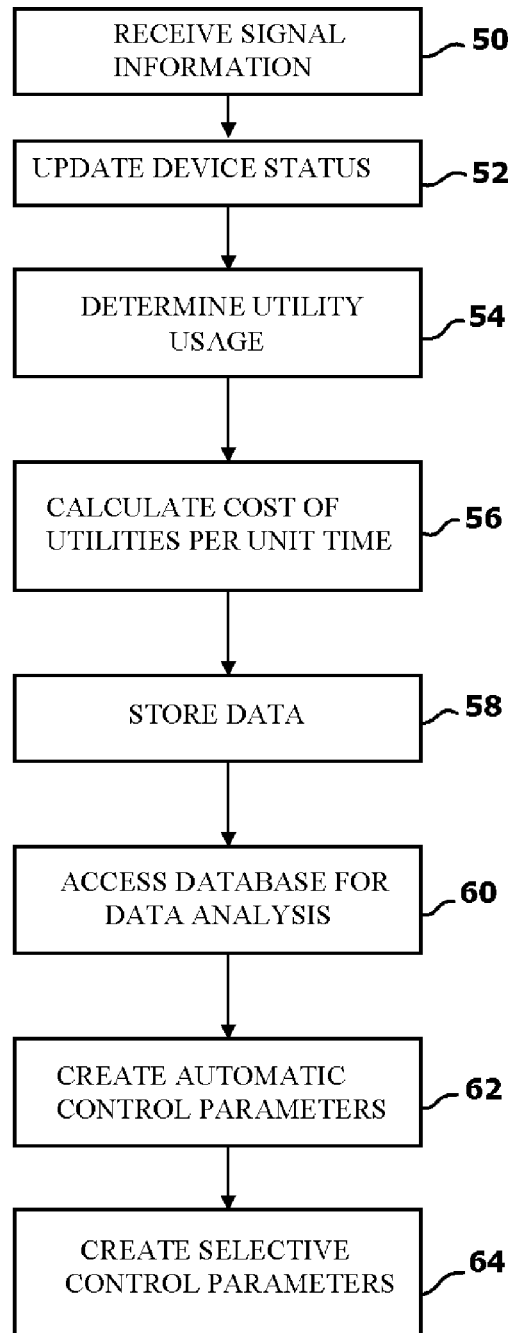 RECEIVE SIGNAL
INFORMATION
50
UPDATE DEVICE STATUS
52
DETERMINE UTILITY
USAGE
54
CALCULATE COST OF
UTILITIES PER UNIT TIME
56
STORE DATA
58
ACCESS DATABASE FOR
DATA ANALYSIS
60
CREATE AUTOMATIC
CONTROL PARAMETERS
62
CREATE SELECTIVE
CONTROL PARAMETERS
64